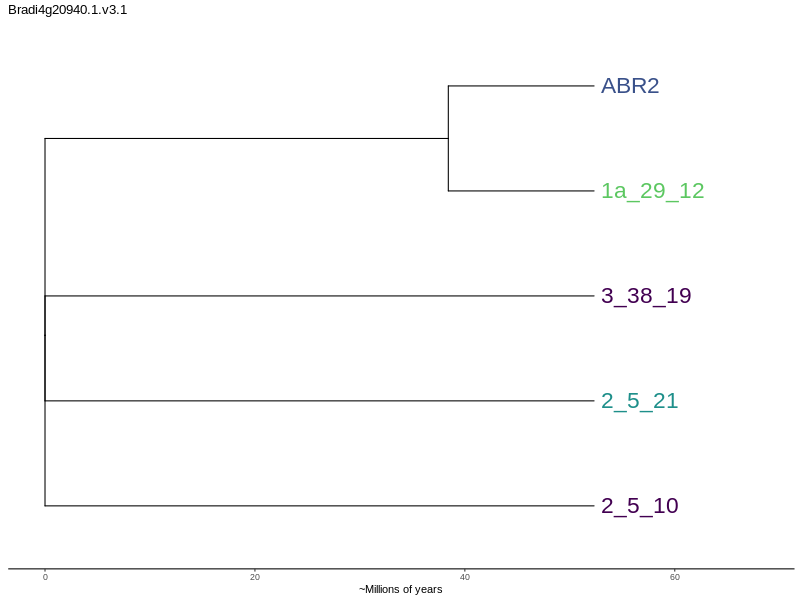 Bradi4g20940.1.v3.1
ABR2
1a_29_12
3_38_19
2_5_21
2_5_10
0 20 40 60
~Millions of years